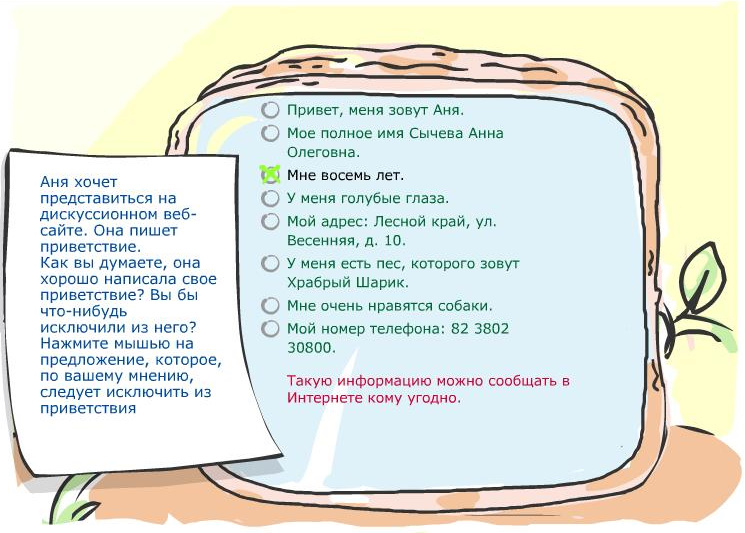 Аня хочет
представиться на
дискуссионном веб-
сайте. Она пишет
приветствие.
Как вы думаете, она
хорошо написала свое
приветствие? Вы бы
что-нибудь
исключили из него?
Нажмите мышью на
предложение, которое,
по вашему мнению,
следует исключить из
приветствия
Привет, меня зовут Аня.
Мое полное имя Сычева Анна
Олеговна.
Мне восемь лет.
У меня голубые глаза.
Мой адрес: Лесной край, ул.
Весенняя, д. 10.
У меня есть пес, которого зовут
Храбрый Шарик.
Мне очень нравятся собаки.
Мой номер телефона: 82 3802
30800.
Такую информацию можно сообщать в
Интернете кому угодно.